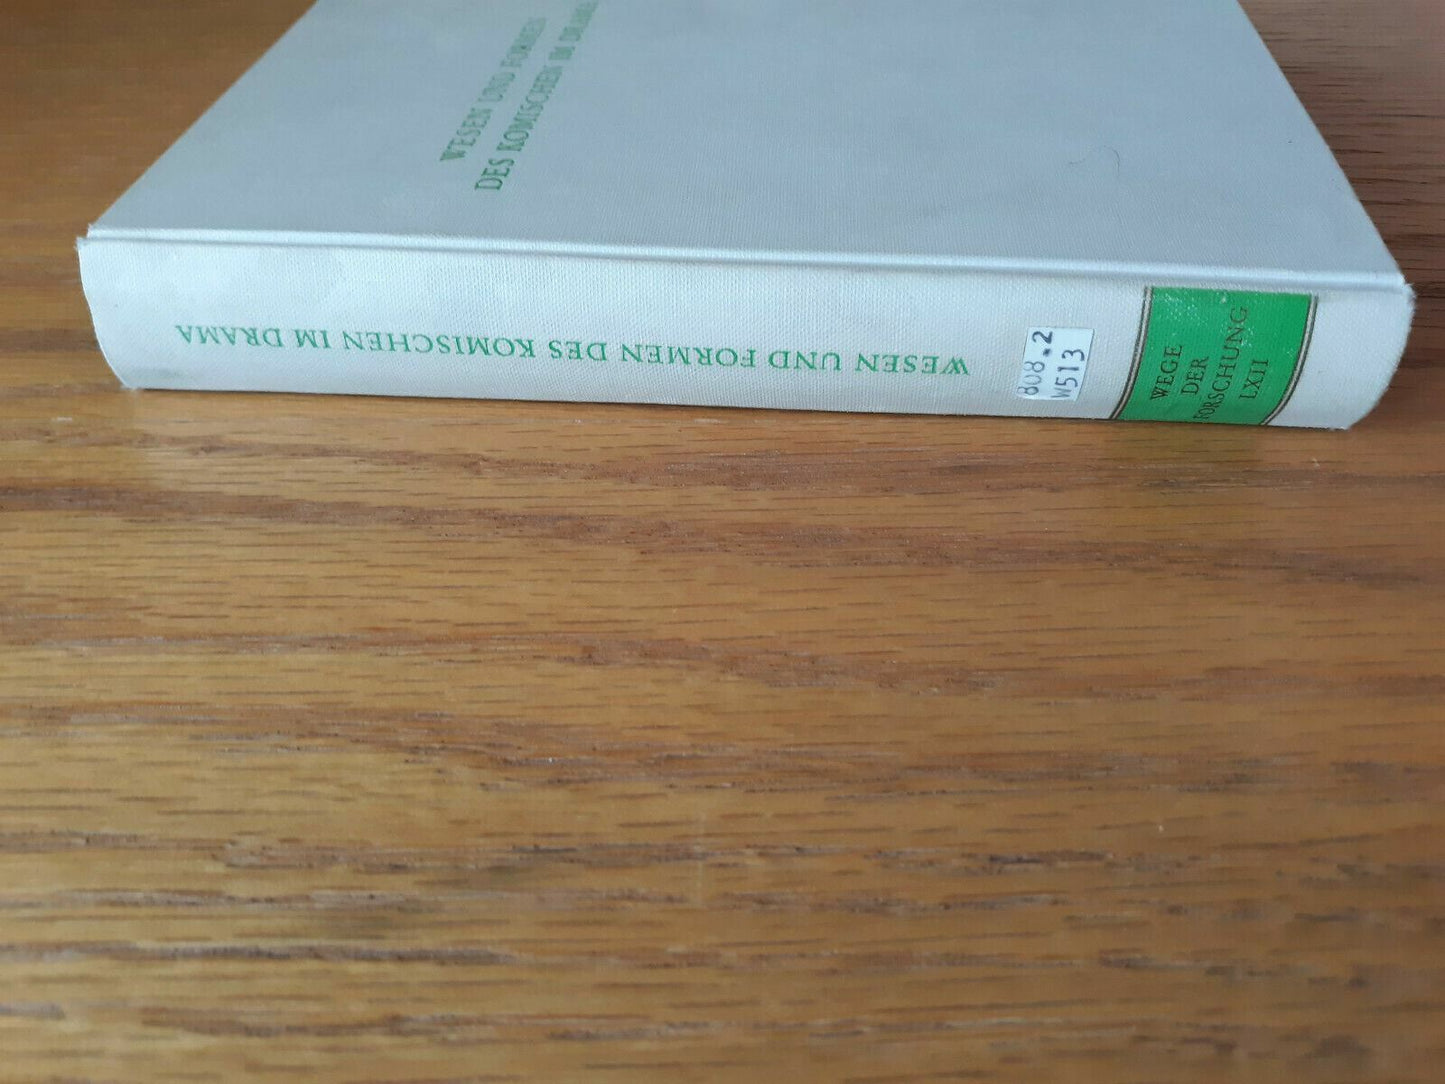 WESEN UND FORMEN
DES KOMISCHEN IM DRAMA
WESEN UND FORMEN DES KOMISCHEN IM DRAMA
808.2
W513
WEGE
DER
FORSCHUNG
LXII